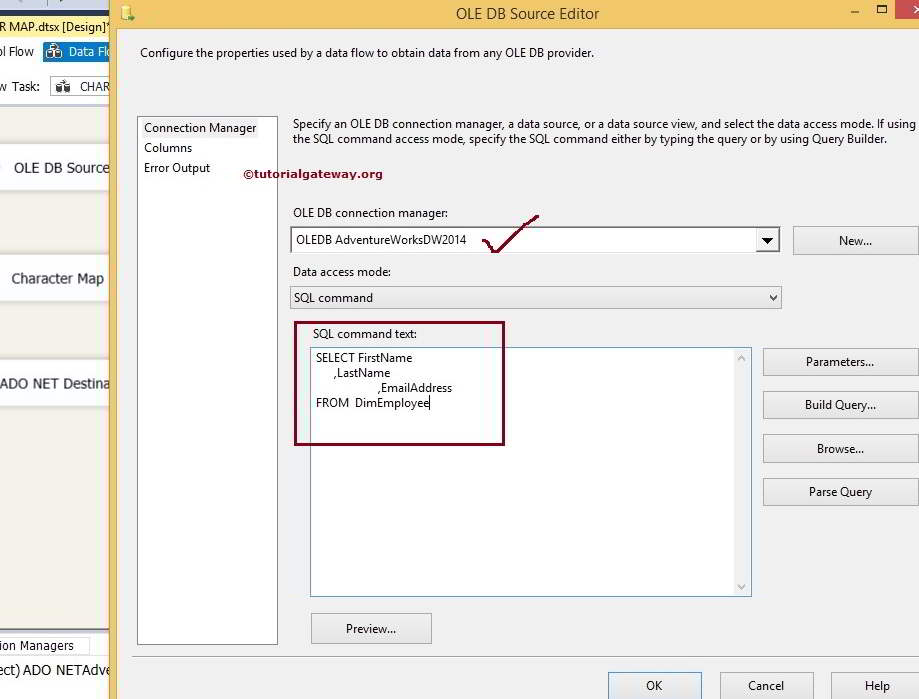 OLE DB Source Editor
R MAP.dtsx [Design]*
Configure the properties used by a data flow to obtain data from any OLE DB provider.
ol Flow
Data Flo
w Task:
CHAR
Connection Manager
Columns
Error Output
Specify an OLE DB connection manager, a data source, or a data source view, and select the data access mode. If using
the SQL command access mode, specify the SQL command either by typing the query or by using Query Builder.
©tutorialgateway.org
OLE DB Source
Character Map
ADO NET Destina
OLE DB connection manager:
OLEDB AdventureWorksDW2014
New...
Data access mode:
SQL command
SQL command text:
SELECT FirstName
,LastName
,EmailAddress
FROM DimEmployee
Parameters...
Build Query...
Browse...
Parse Query
Preview...
ion Managers
ect) ADO NETAdve
OK
Cancel
Help